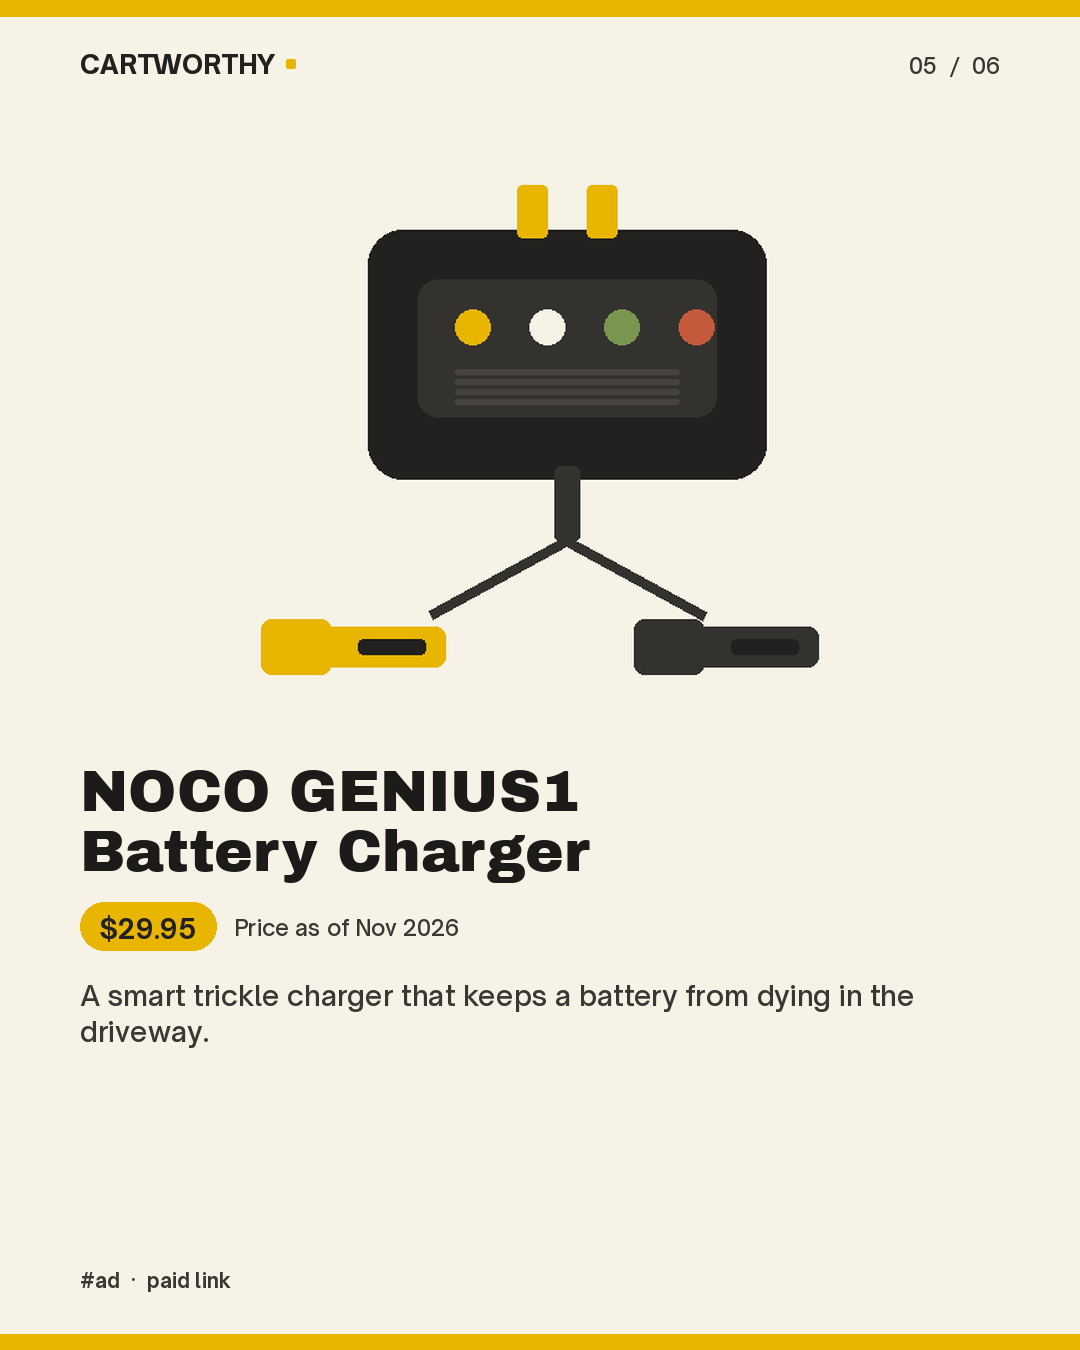 CARTWORTHY
05 / 06
NOCO GENIUS1
Battery Charger
$29.95 Price as of Nov 2026
A smart trickle charger that keeps a battery from dying in the
driveway.
#ad · paid link